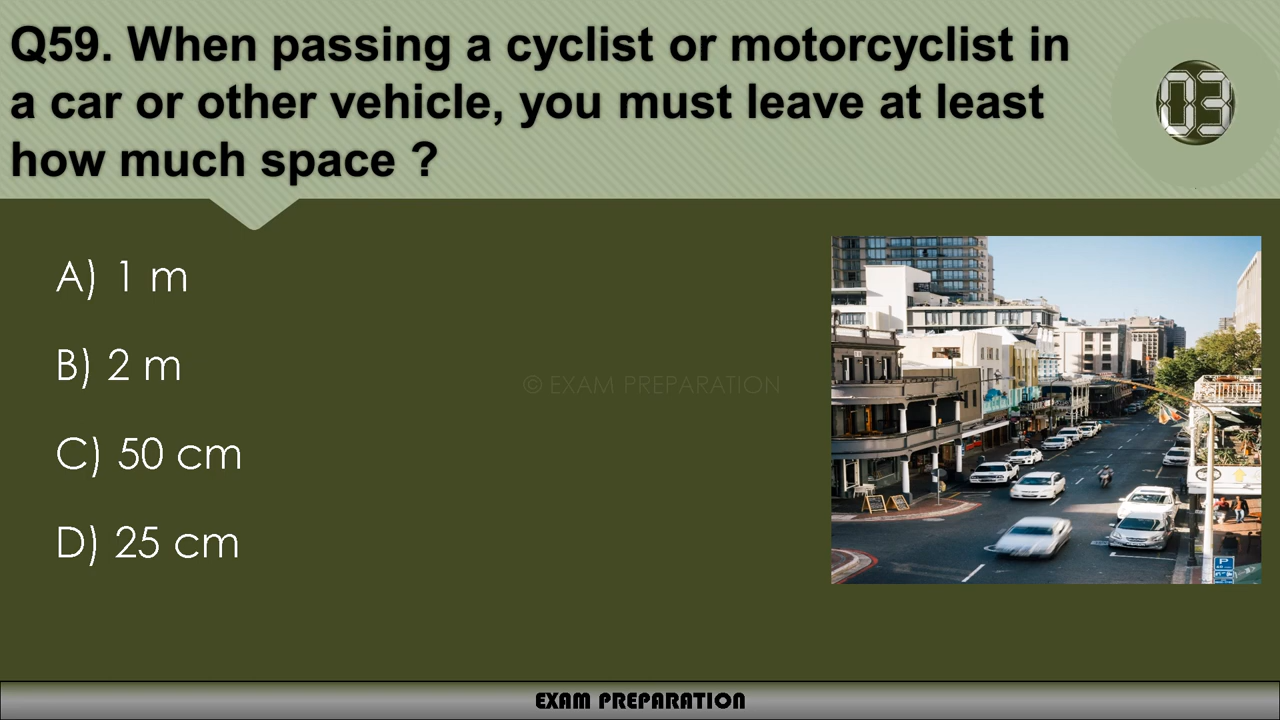 Q59. When passing a cyclist or motorcyclist in
a car or other vehicle, you must leave at least
how much space ?
03
A) 1 m
B) 2 m
© EXAM PREPARATION
C) 50 cm
D) 25 cm
P
EXAM PREPARATION